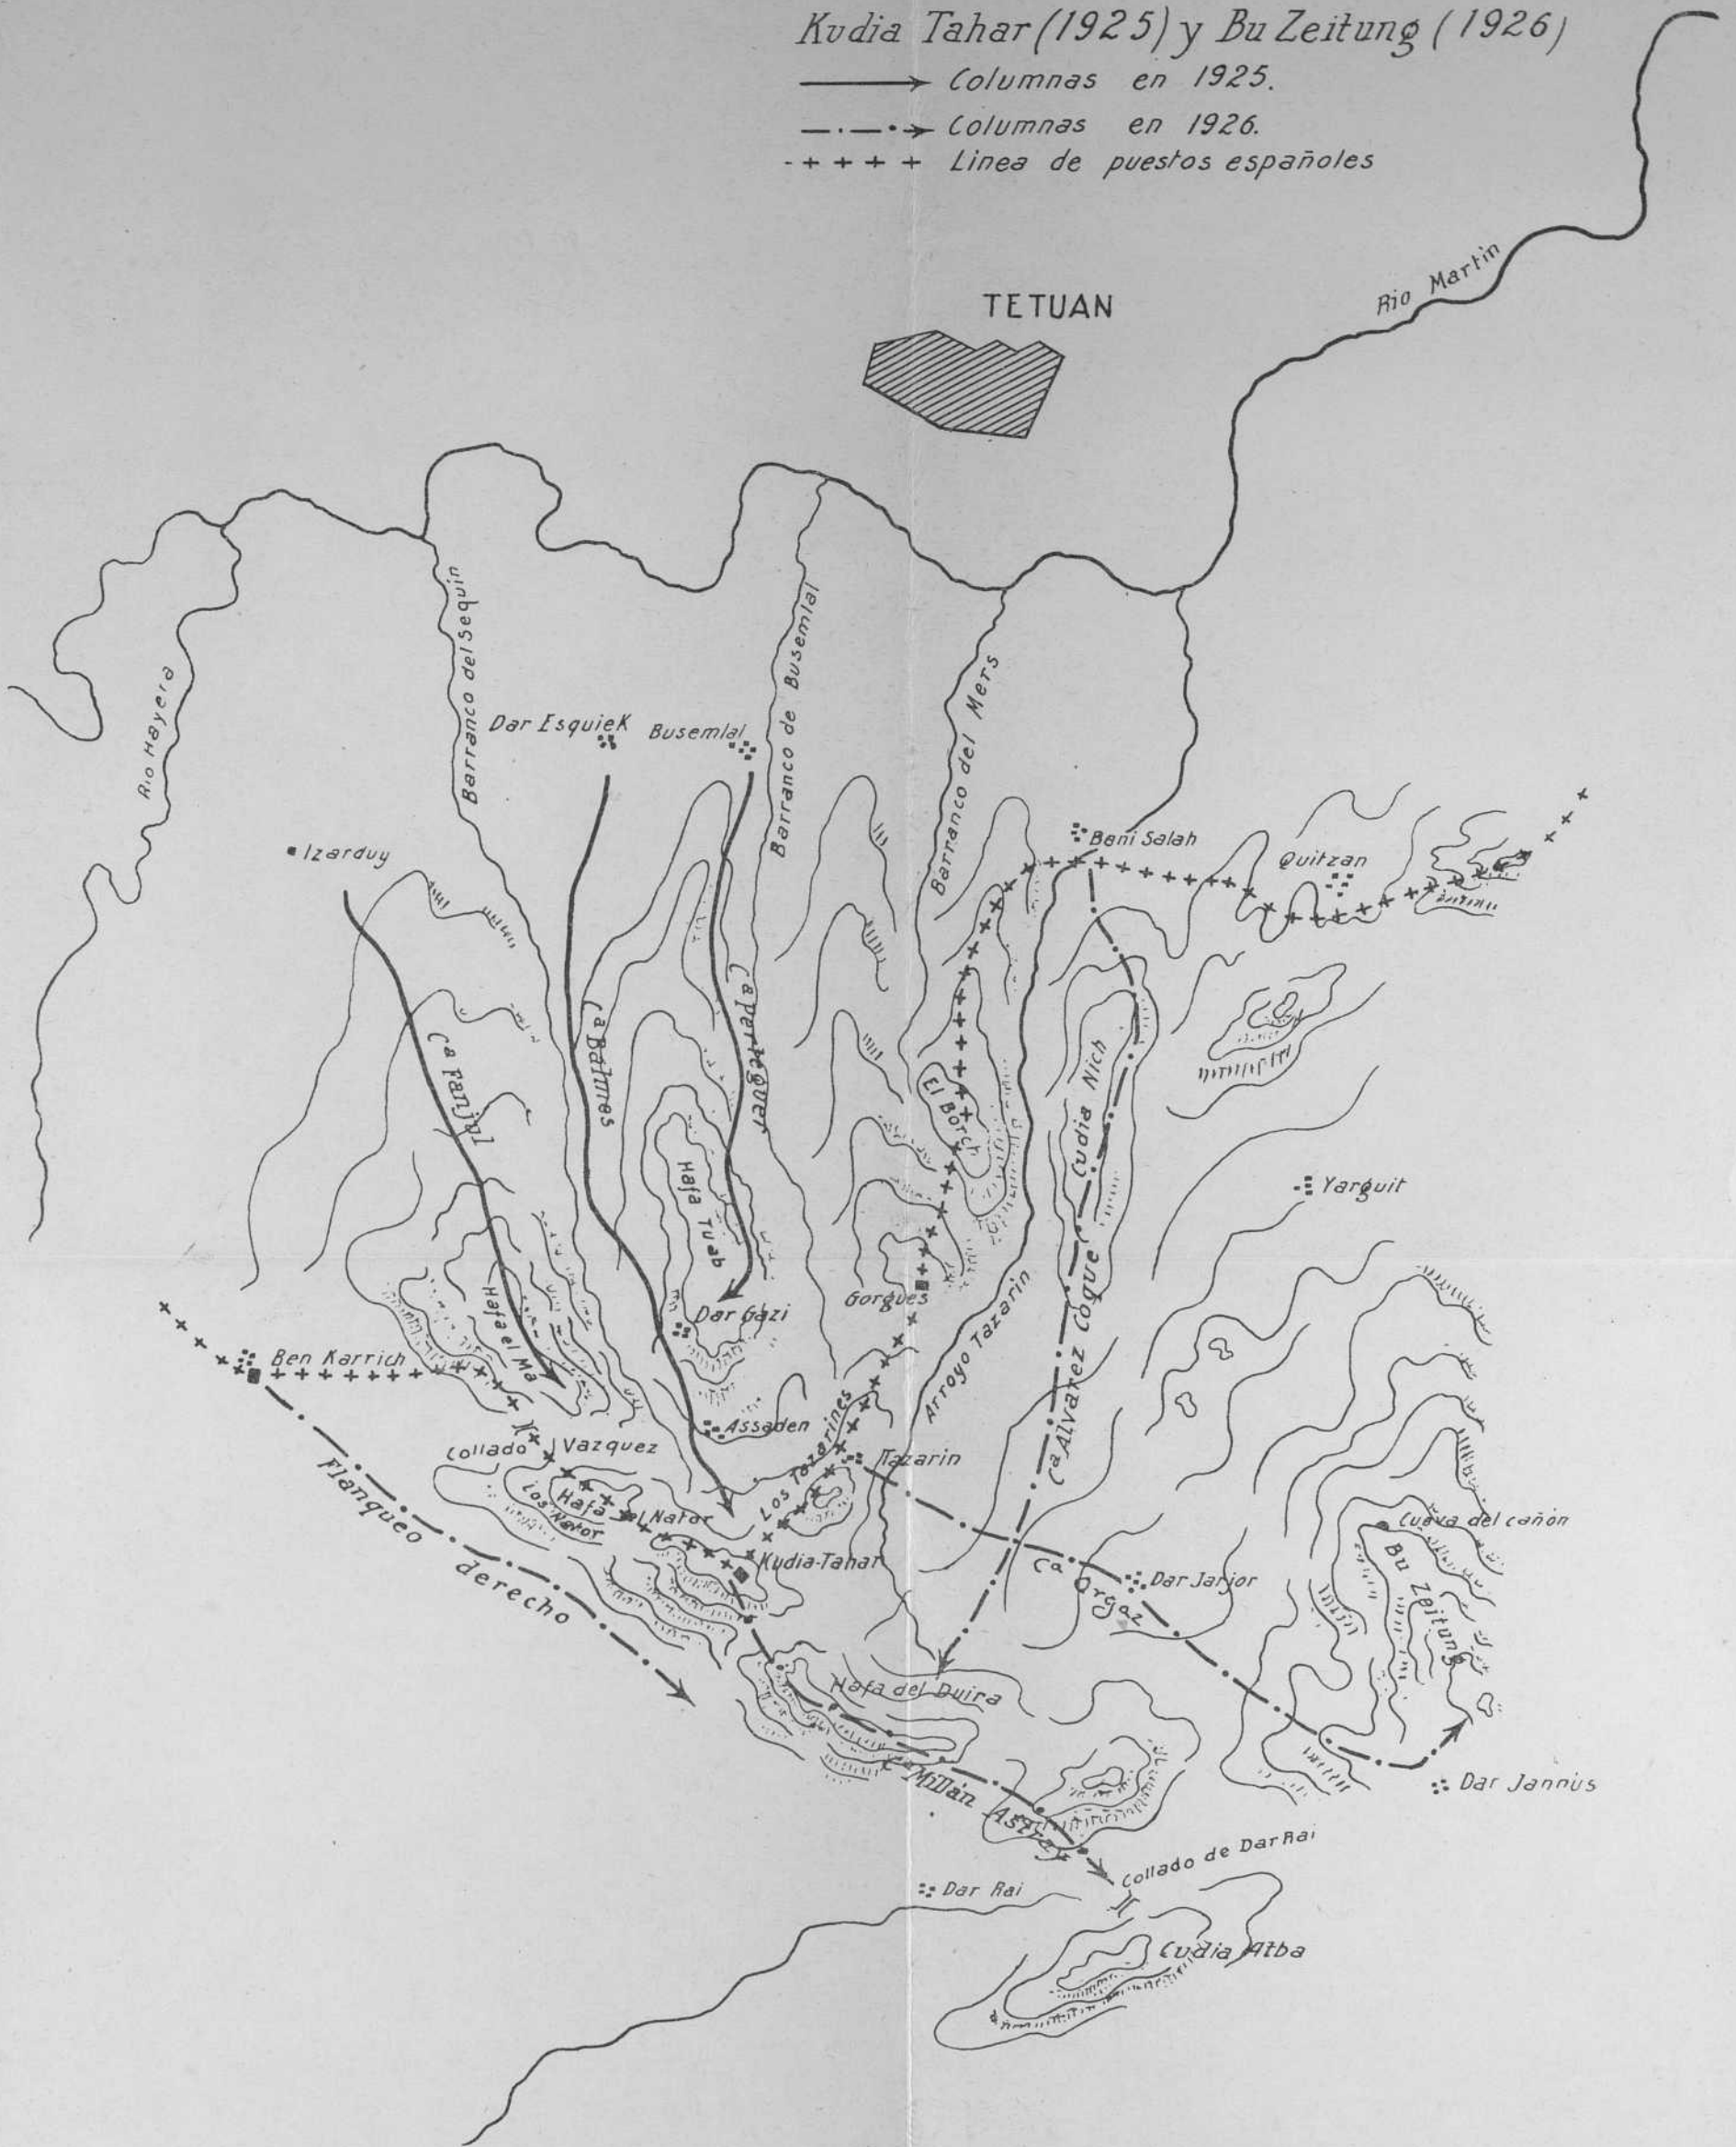 Kudia Tahar (1925) y Bu Zeitung (1926)
Columnas en 1925.
Columnas en 1926.
Linea de puestos españoles
Rio Martin
TETUAN
Rio Hayera
Barranco del Sequin
Barranco de Busemlal
Barranco del Mers
Dar Esquiek
Busemlal
Izarduy
Beni Salah
Quitzan
Cª Fanjul
Cª Balmes
Cª Perteguer
El Borch
Cudia Nich
Yarguit
Hafa Tuab
Hafa el Ma
Dar Gazi
Gorgues
Arroyo Tazarin
Cª Alvarez Coque
Ben Karrich
Assaden
Collado Vazquez
Los Tazarines
Tazarin
Flanqueo derecho
Los Nator
Hafa el Nator
Kudia-Tahar
Cueva del cañon
Bu Zeitung
Cª Orgaz
Dar Jarjor
Hafa del Duira
Cª Millán Astray
Dar Jannus
Collado de Dar Rai
Dar Rai
Cudia Atba